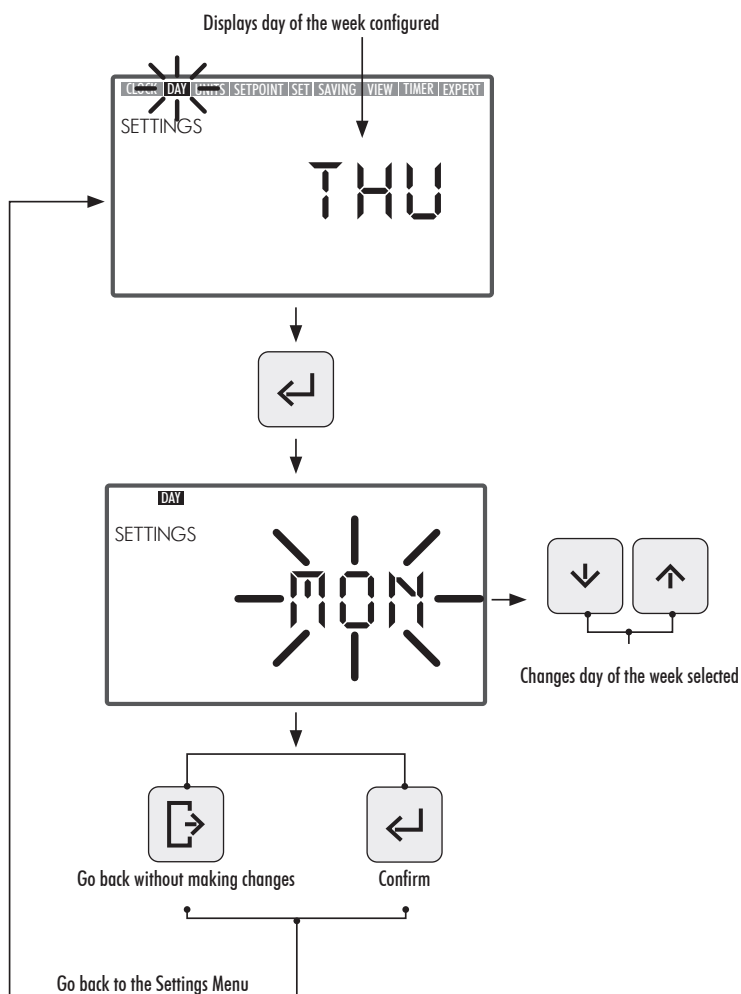 Displays day of the week configured
CLOCK DAY UNITS SETPOINT SET SAVING VIEW TIMER EXPERT
SETTINGS
THU
DAY
SETTINGS
MON
Changes day of the week selected
Go back without making changes
Confirm
Go back to the Settings Menu